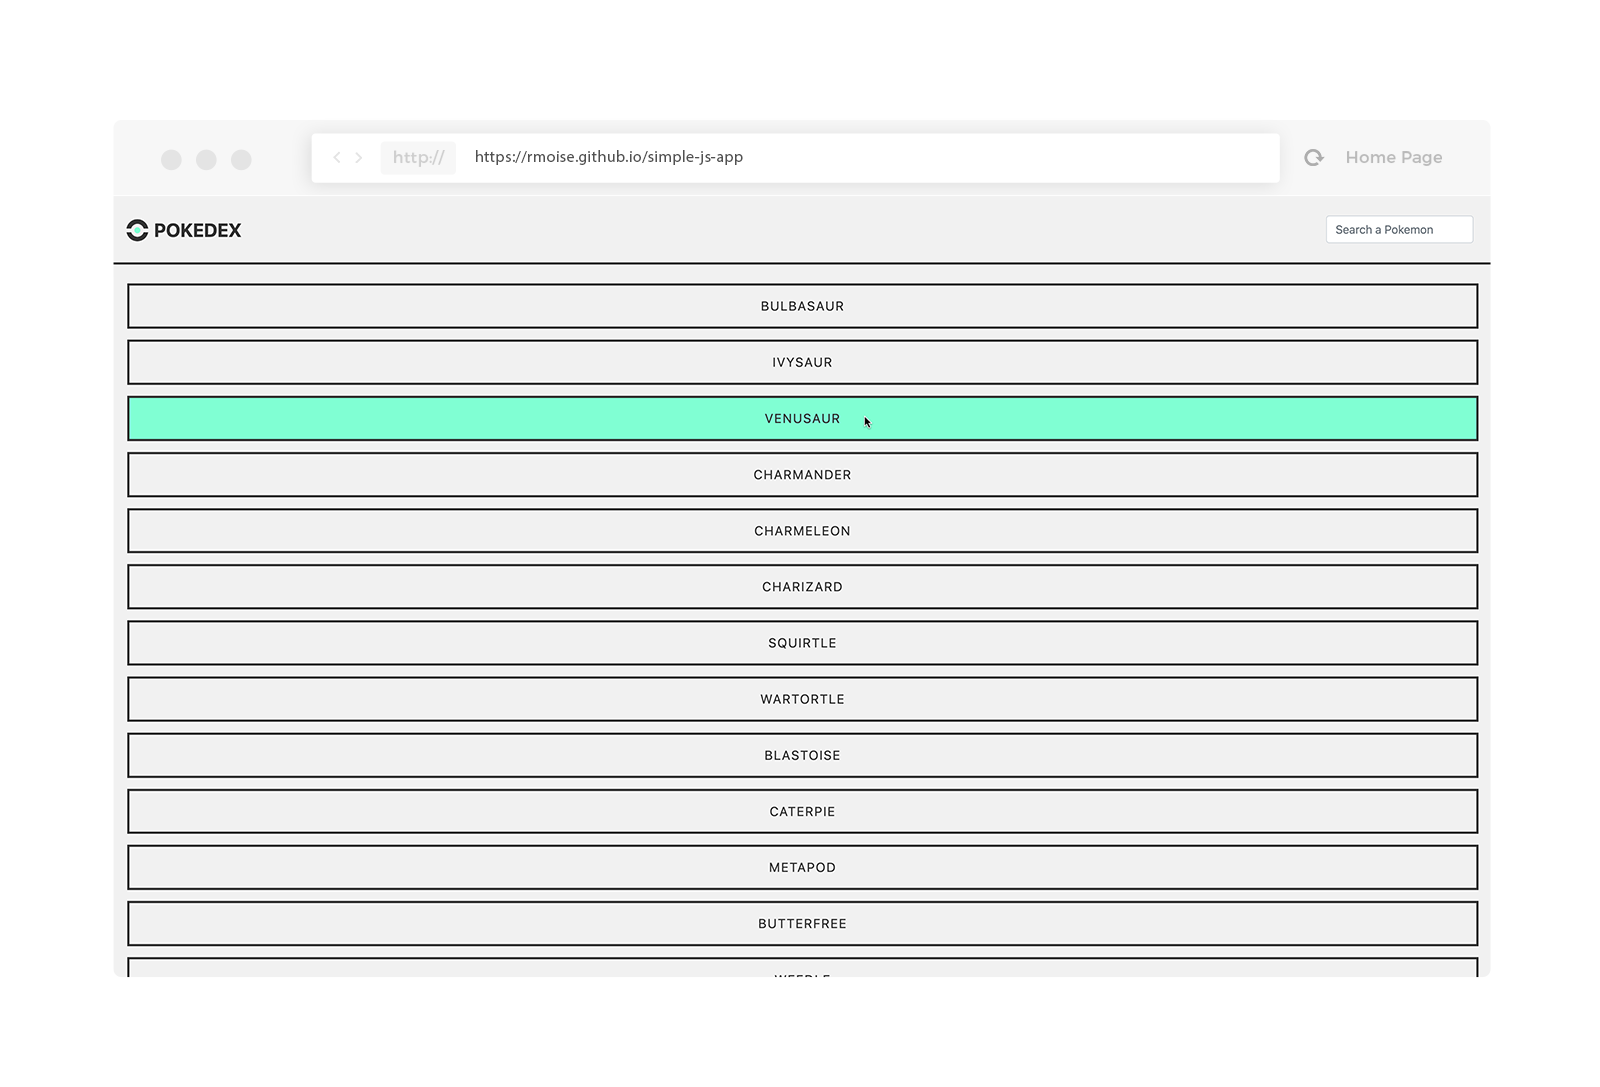 http:// https://rmoise.github.io/simple-js-app Home Page
POKEDEX Search a Pokemon
BULBASAUR
IVYSAUR
VENUSAUR
CHARMANDER
CHARMELEON
CHARIZARD
SQUIRTLE
WARTORTLE
BLASTOISE
CATERPIE
METAPOD
BUTTERFREE